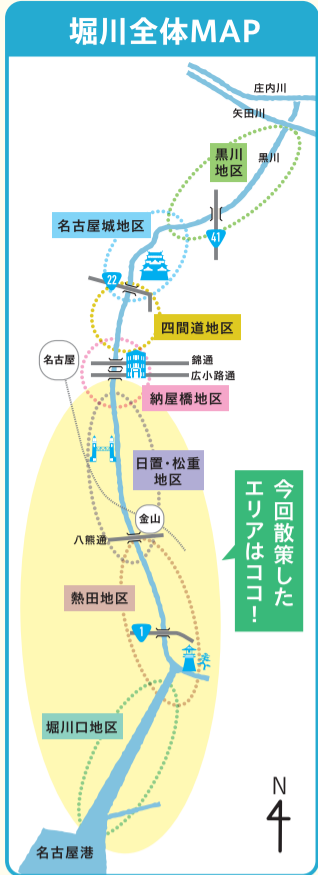 堀川全体MAP
庄内川
矢田川
黒川
地区
黒川
名古屋城地区
41
22
四間道地区
名古屋
錦通
広小路通
納屋橋地区
日置・松重
地区
金山
八熊通
今回散策した
エリアはココ！
熱田地区
1
堀川口地区
N
名古屋港